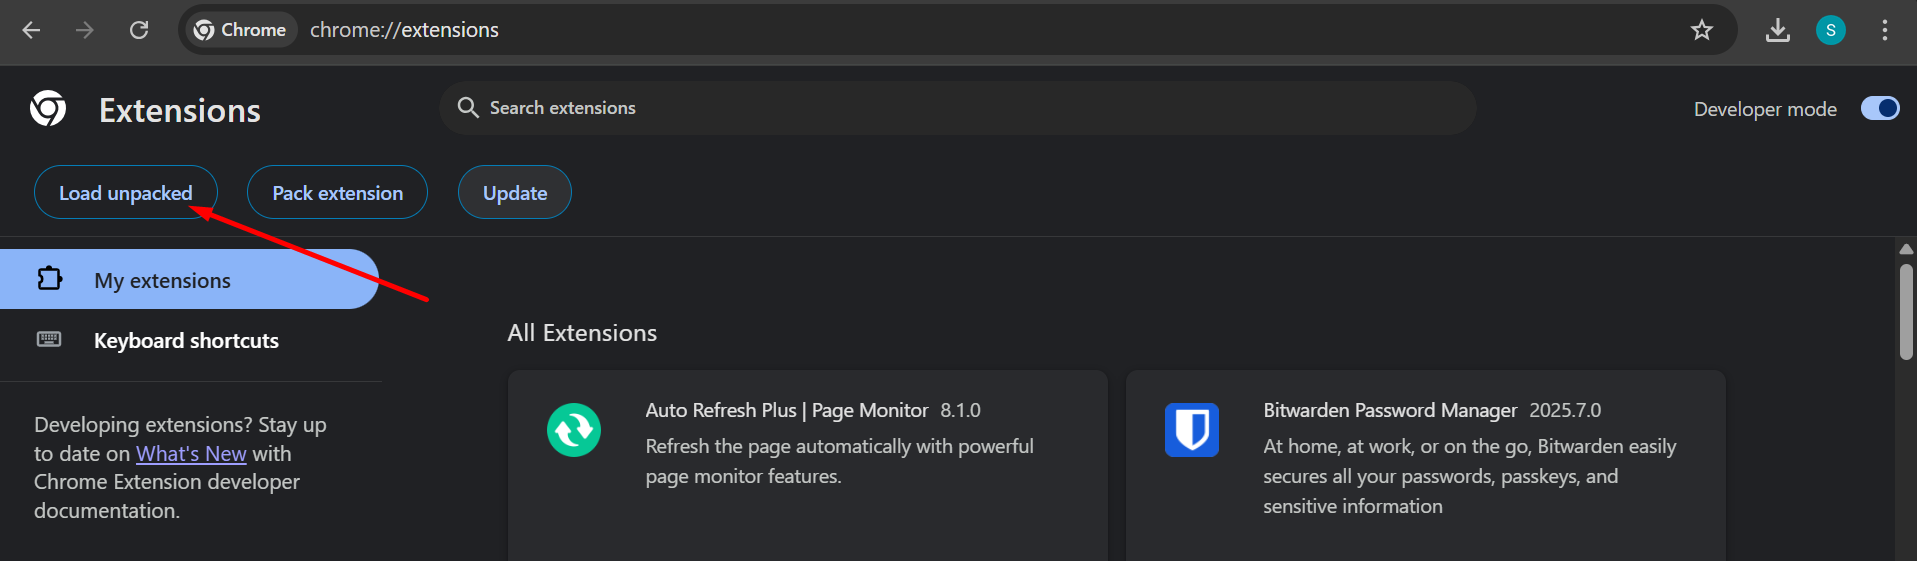 Chrome chrome://extensions S
Extensions
Search extensions
Developer mode
Load unpacked
Pack extension
Update
My extensions
Keyboard shortcuts
Developing extensions? Stay up
to date on What's New with
Chrome Extension developer
documentation.
All Extensions
Auto Refresh Plus | Page Monitor 8.1.0
Refresh the page automatically with powerful
page monitor features.
Bitwarden Password Manager 2025.7.0
At home, at work, or on the go, Bitwarden easily
secures all your passwords, passkeys, and
sensitive information